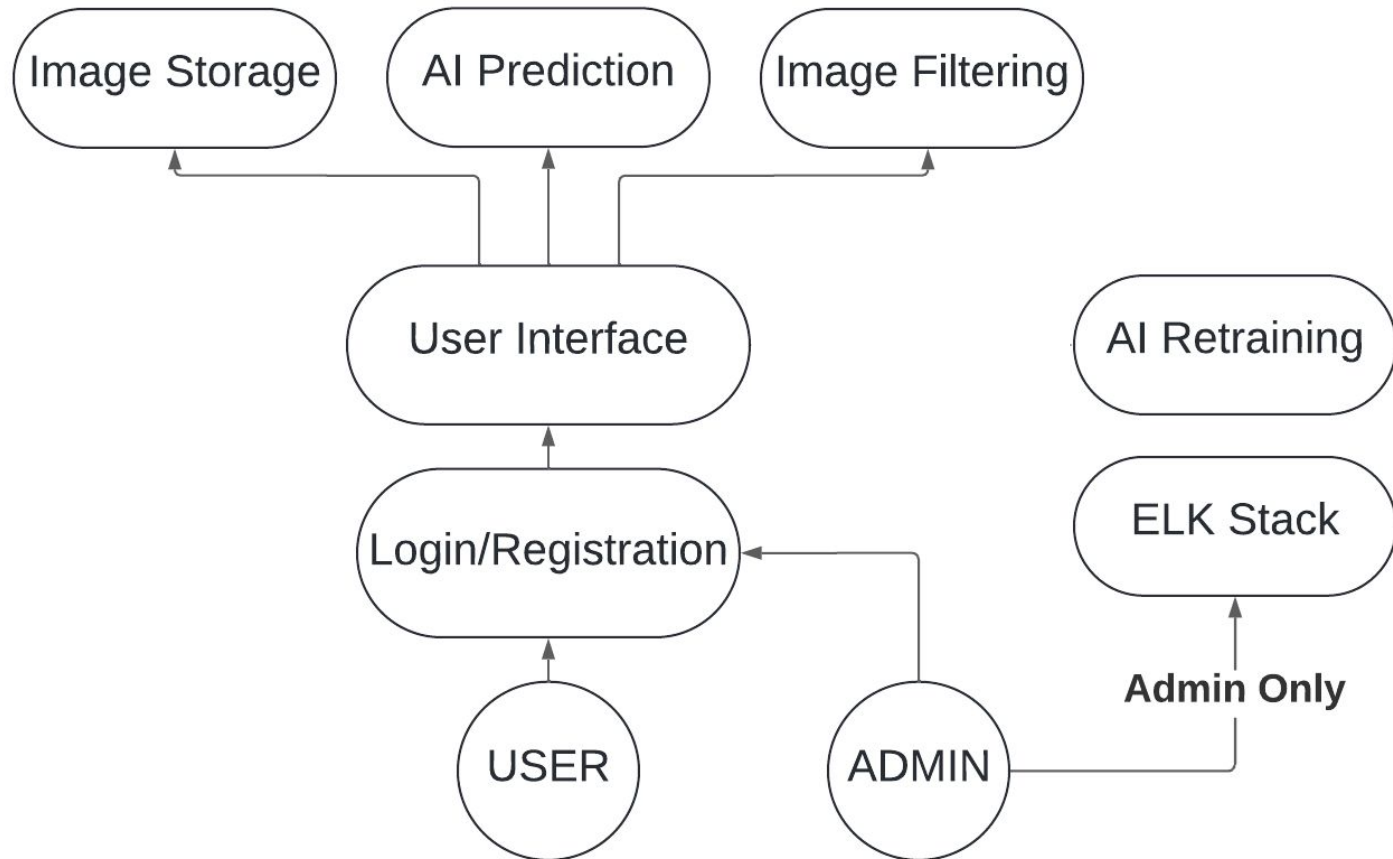 Image Storage
AI Prediction
Image Filtering
User Interface
AI Retraining
ELK Stack
Login/Registration
Admin Only
USER
ADMIN